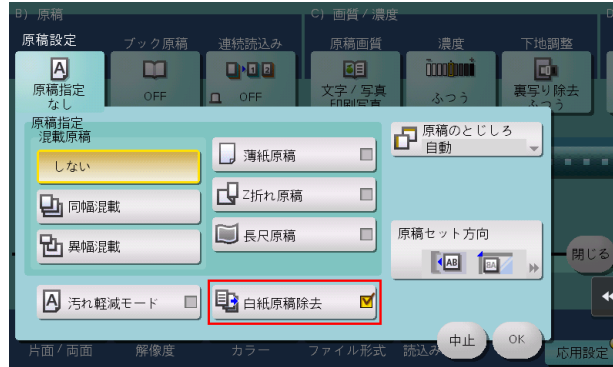 B) 原稿
C) 画質 / 濃度
原稿設定
ブック原稿
連続読込み
原稿画質
濃度
下地調整
原稿指定
なし
OFF
OFF
文字 / 写真
印刷写真
ふつう
裏写り除去
ふつう
原稿指定
混載原稿
しない
同幅混載
異幅混載
薄紙原稿
Z折れ原稿
長尺原稿
原稿のとじしろ
自動
原稿セット方向
汚れ軽減モード
白紙原稿除去
中止
OK
閉じる
片面 / 両面
解像度
カラー
ファイル形式
読込み
応用設定